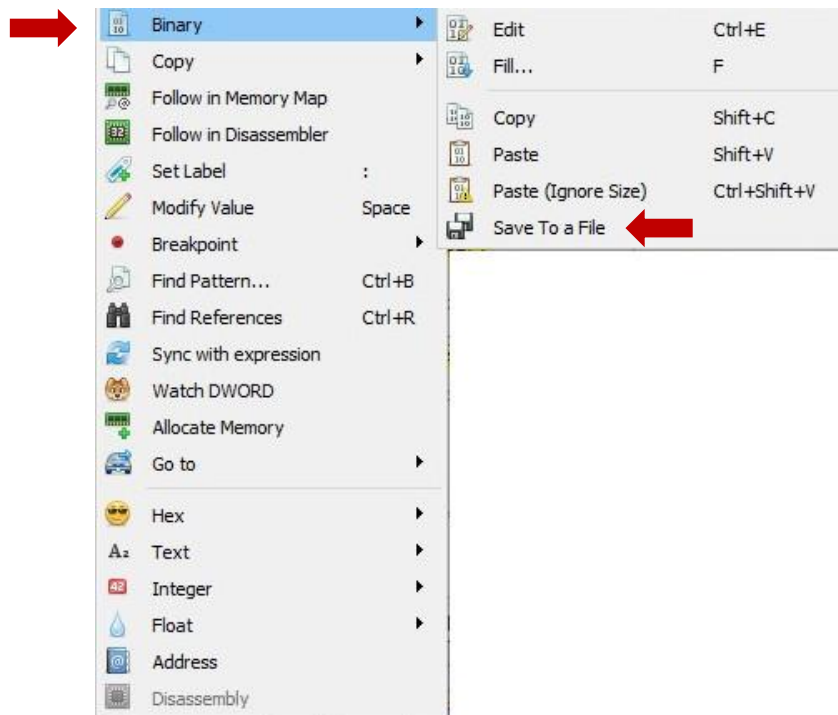 Binary
Copy
Follow in Memory Map
Follow in Disassembler
Set Label :
Modify Value Space
Breakpoint
Find Pattern... Ctrl+B
Find References Ctrl+R
Sync with expression
Watch DWORD
Allocate Memory
Go to
Hex
Text
Integer
Float
Address
Disassembly
Edit Ctrl+E
Fill... F
Copy Shift+C
Paste Shift+V
Paste (Ignore Size) Ctrl+Shift+V
Save To a File